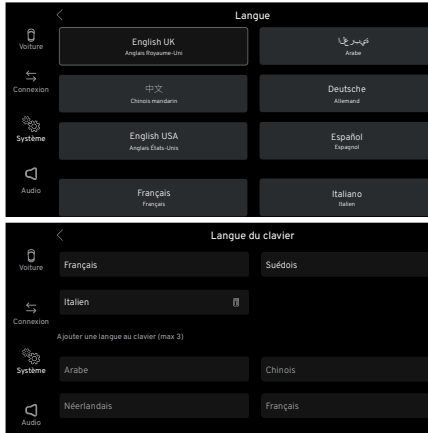 Langue
Voiture
Connexion
Système
Audio
English UK
Anglais Royaume-Uni
Arabe
中文
Chinois mandarin
Deutsche
Allemand
English USA
Anglais États-Unis
Español
Espagnol
Français
Français
Italiano
Italien
Langue du clavier
Voiture
Connexion
Système
Audio
Français
Suédois
Italien
Ajouter une langue au clavier (max 3)
Arabe
Chinois
Néerlandais
Français